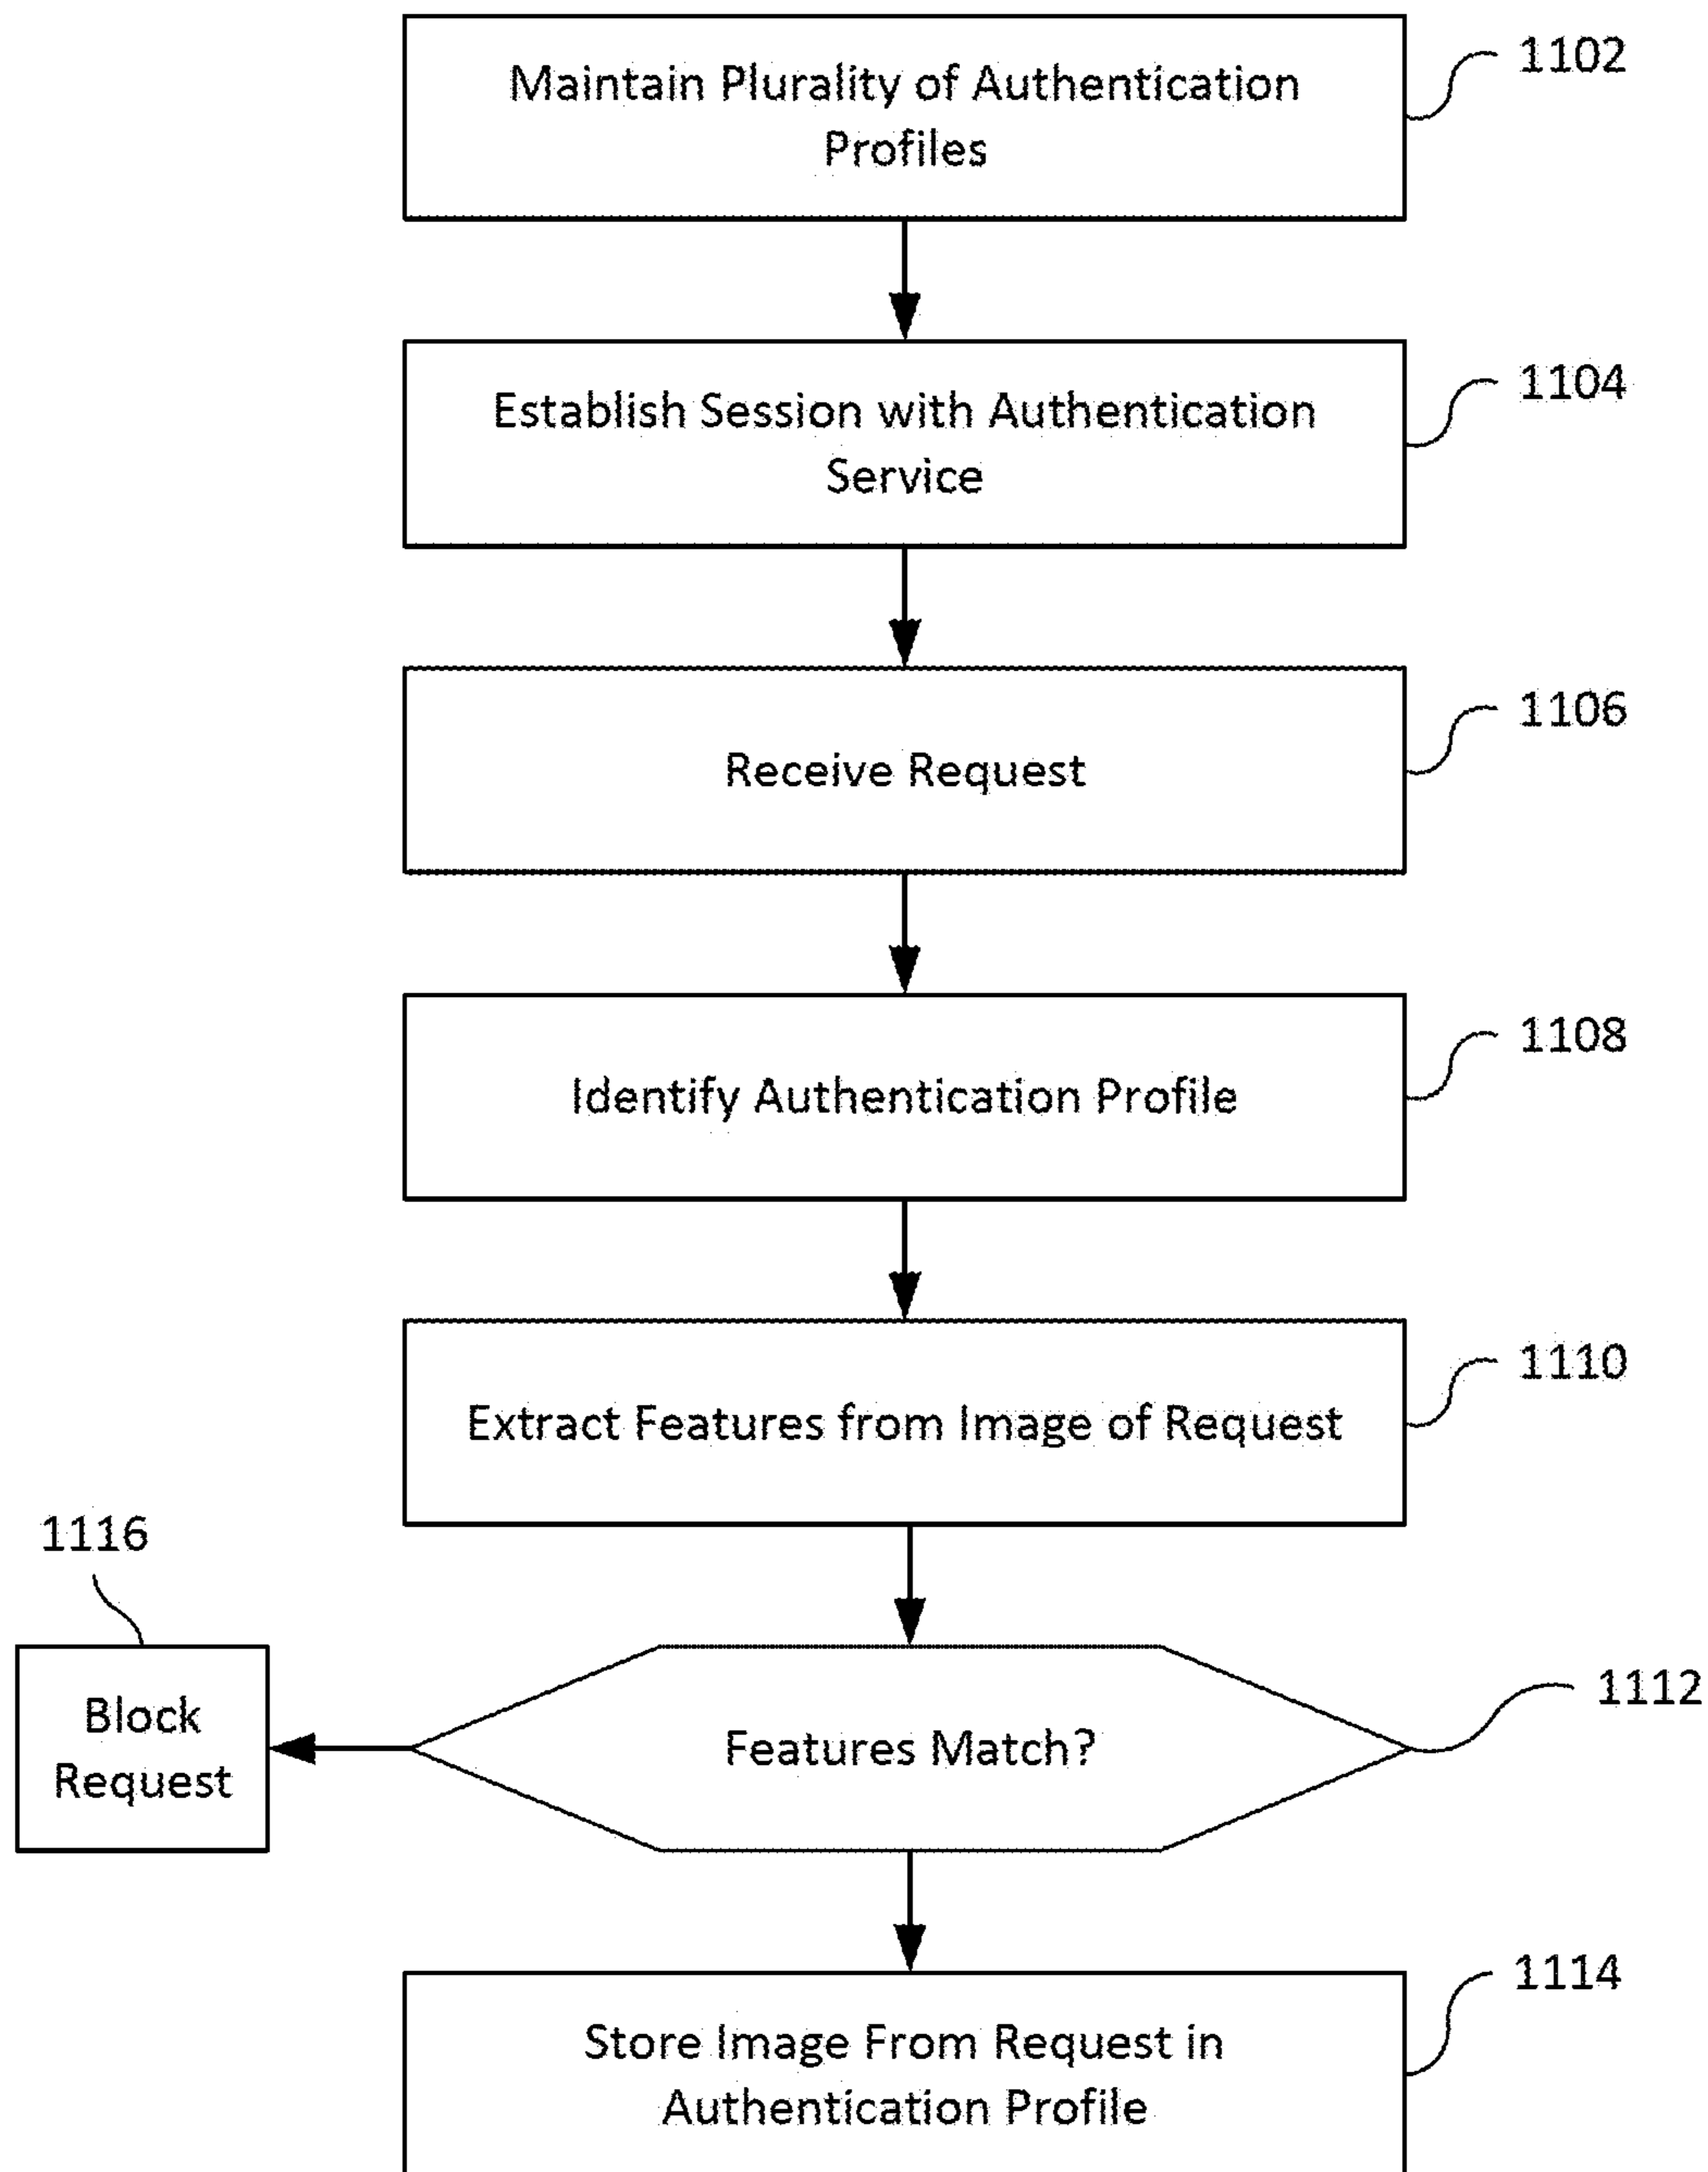 Maintain Plurality of Authentication
Profiles
1102
Establish Session with Authentication
Service
1104
Receive Request
1106
Identify Authentication Profile
1108
Extract Features from Image of Request
1110
1116
Block
Request
Features Match?
1112
Store Image From Request in
Authentication Profile
1114